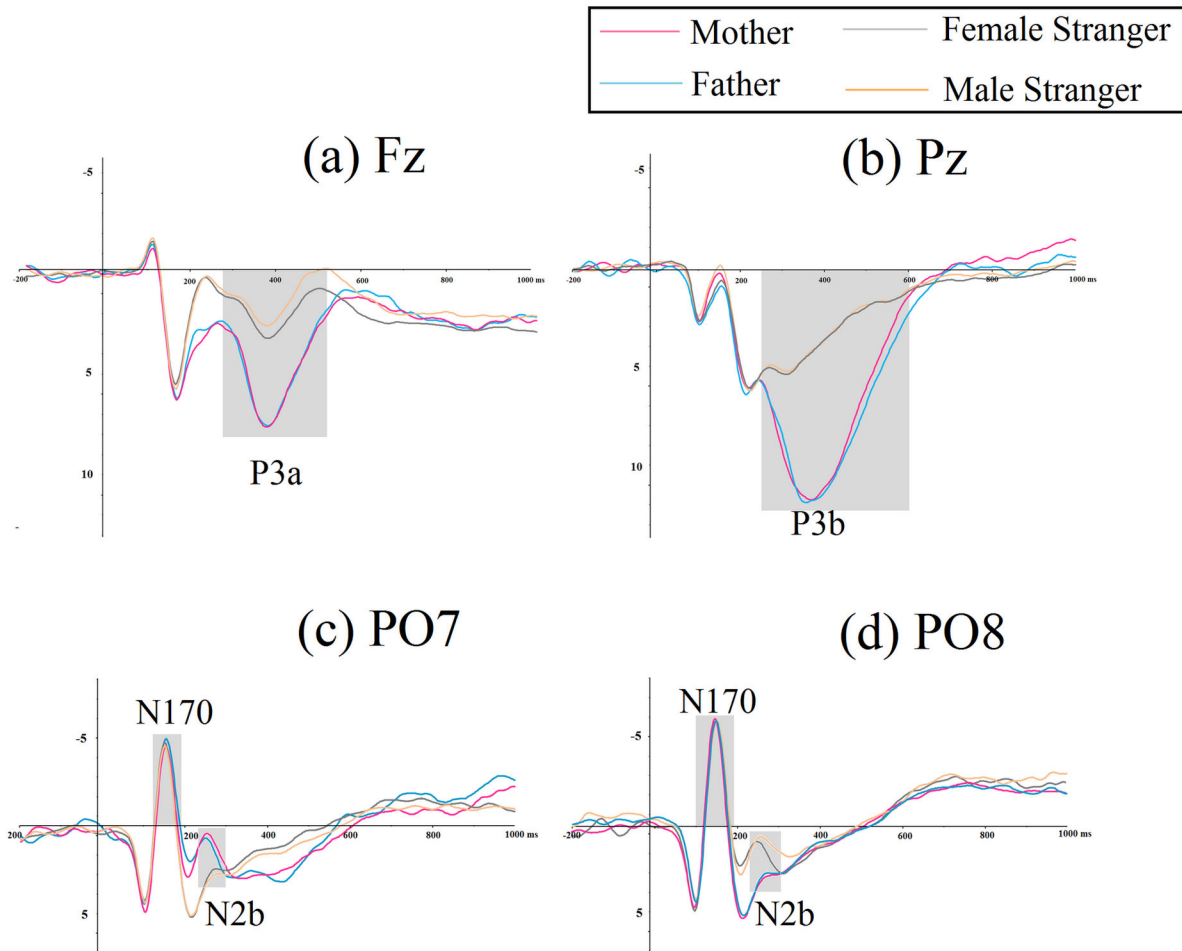 Mother Female Stranger
Father Male Stranger
(a) Fz (b) Pz
-5 -5
-200 200 400 600 800 1000 ms
-200 200 400 600 800 1000 ms
5 5
10 10
P3a
P3b
-
(c) PO7 (d) PO8
N170 N170
-5 -5
200 200 400 600 800 1000 ms
-200 200 400 600 800 1000 ms
5 5
N2b N2b